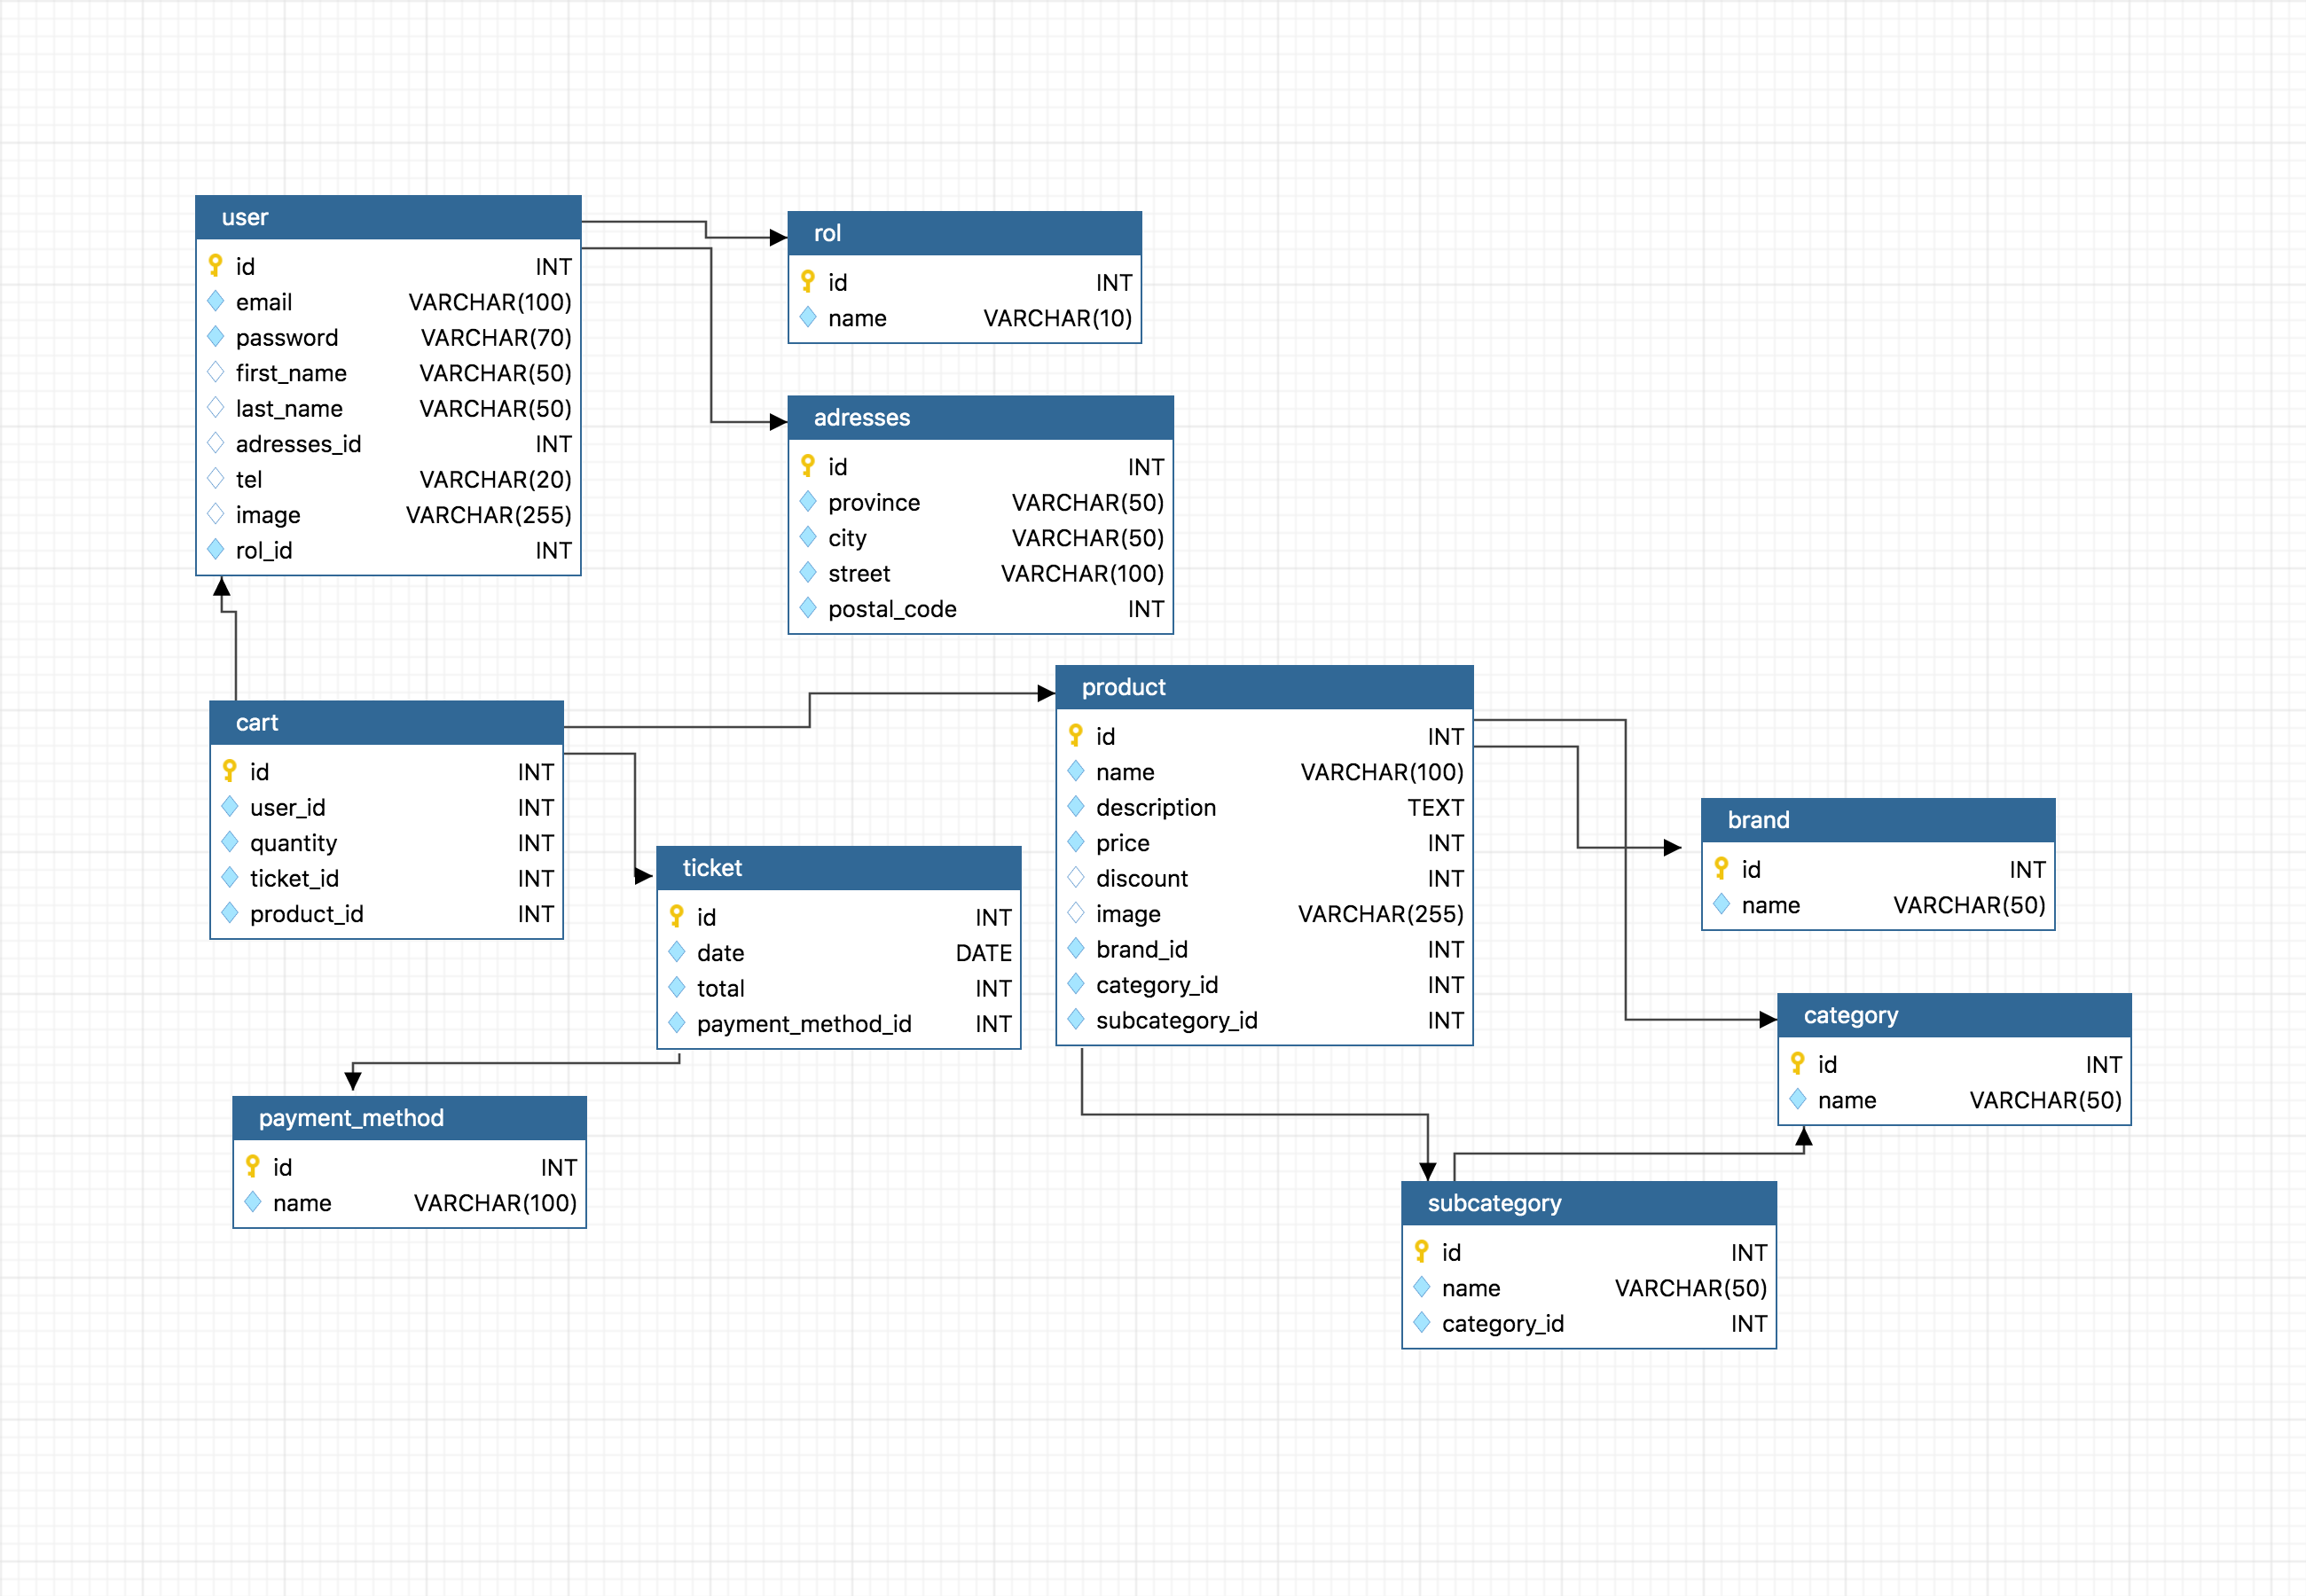 user
id INT
email VARCHAR(100)
password VARCHAR(70)
first_name VARCHAR(50)
last_name VARCHAR(50)
adresses_id INT
tel VARCHAR(20)
image VARCHAR(255)
rol_id INT
rol
id INT
name VARCHAR(10)
adresses
id INT
province VARCHAR(50)
city VARCHAR(50)
street VARCHAR(100)
postal_code INT
cart
id INT
user_id INT
quantity INT
ticket_id INT
product_id INT
product
id INT
name VARCHAR(100)
description TEXT
price INT
discount INT
image VARCHAR(255)
brand_id INT
category_id INT
subcategory_id INT
ticket
id INT
date DATE
total INT
payment_method_id INT
brand
id INT
name VARCHAR(50)
category
id INT
name VARCHAR(50)
payment_method
id INT
name VARCHAR(100)
subcategory
id INT
name VARCHAR(50)
category_id INT